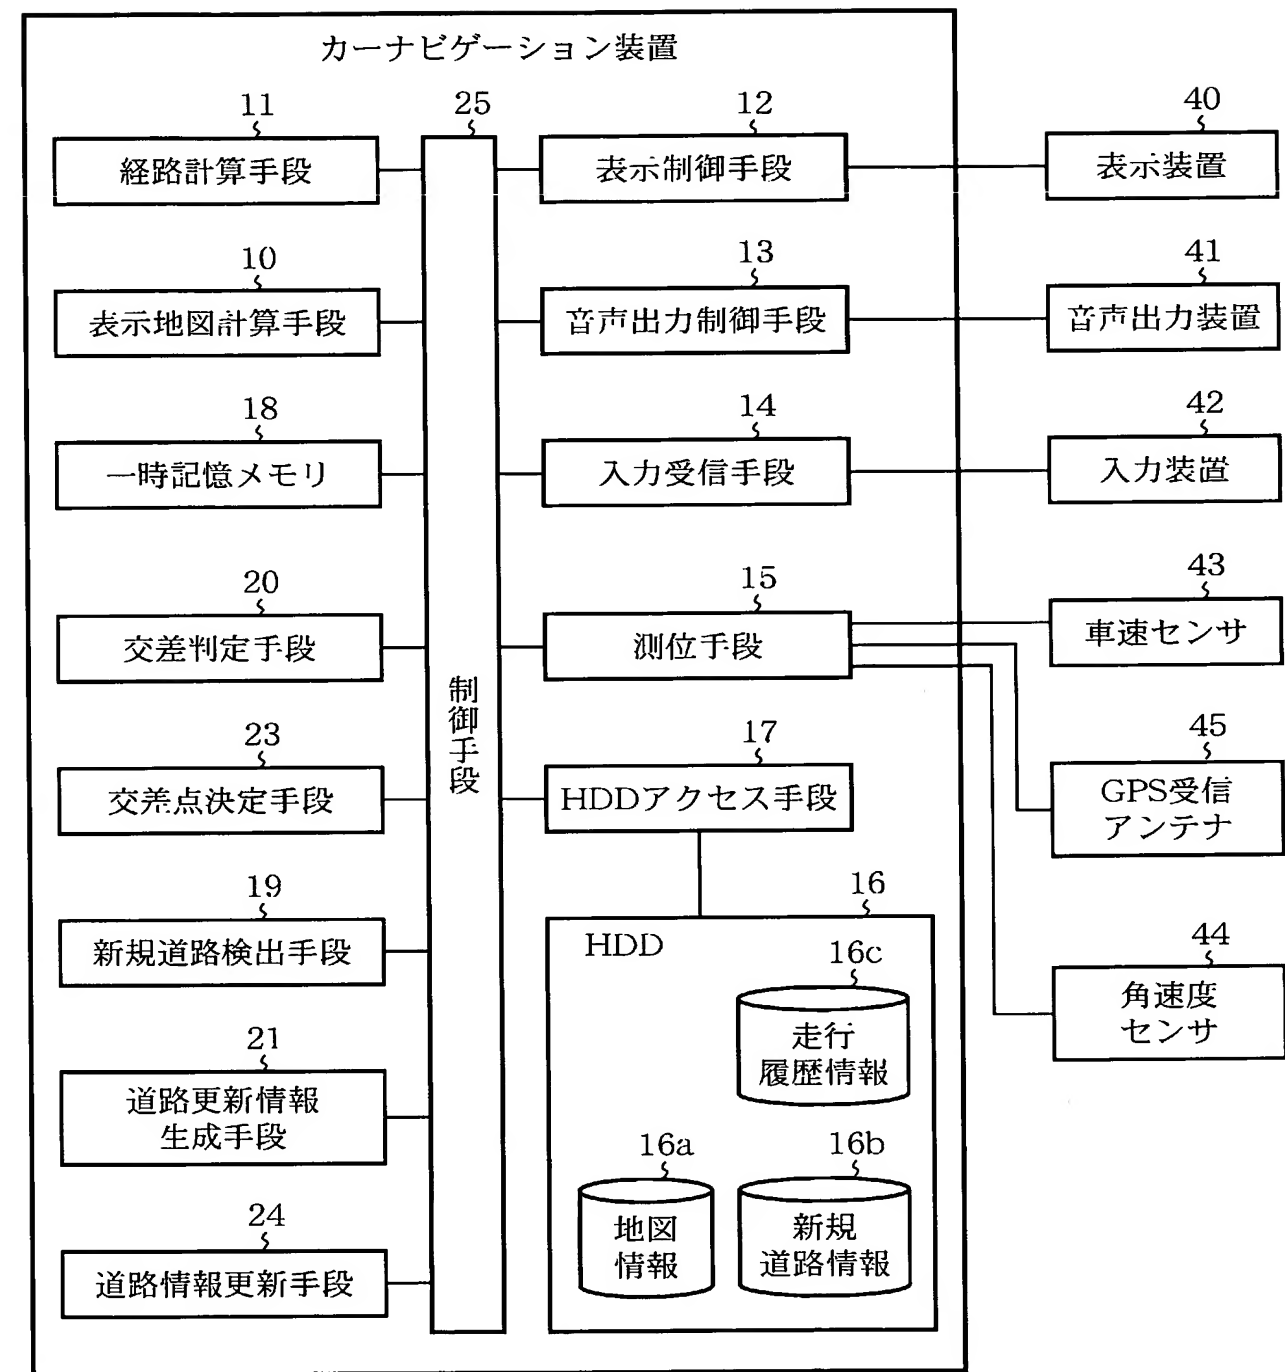 カーナビゲーション装置
11
経路計算手段
25
制御手段
12
表示制御手段
40
表示装置
10
表示地図計算手段
13
音声出力制御手段
41
音声出力装置
18
一時記憶メモリ
14
入力受信手段
42
入力装置
20
交差判定手段
15
測位手段
43
車速センサ
23
交差点決定手段
17
HDDアクセス手段
45
GPS受信
アンテナ
19
新規道路検出手段
16
HDD
16c
走行
履歴情報
44
角速度
センサ
21
道路更新情報
生成手段
16a
地図
情報
16b
新規
道路情報
24
道路情報更新手段